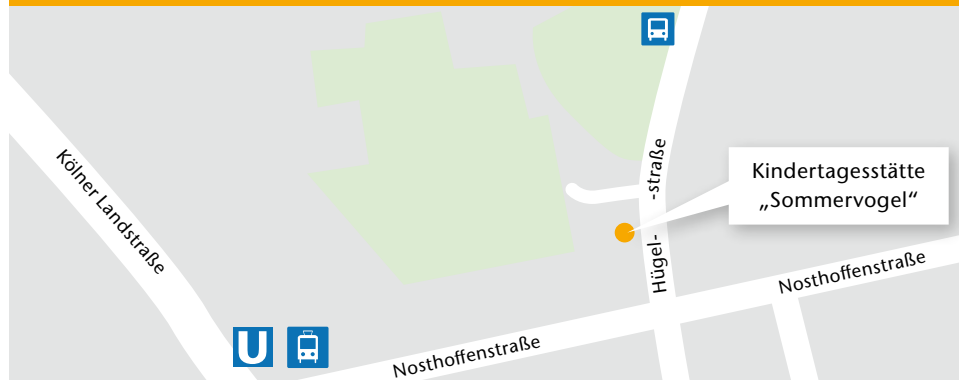 Kölner Landstraße
Hügel-
-straße
Kindertagesstätte
„Sommervogel“
Nosthoffenstraße
Nosthoffenstraße
U